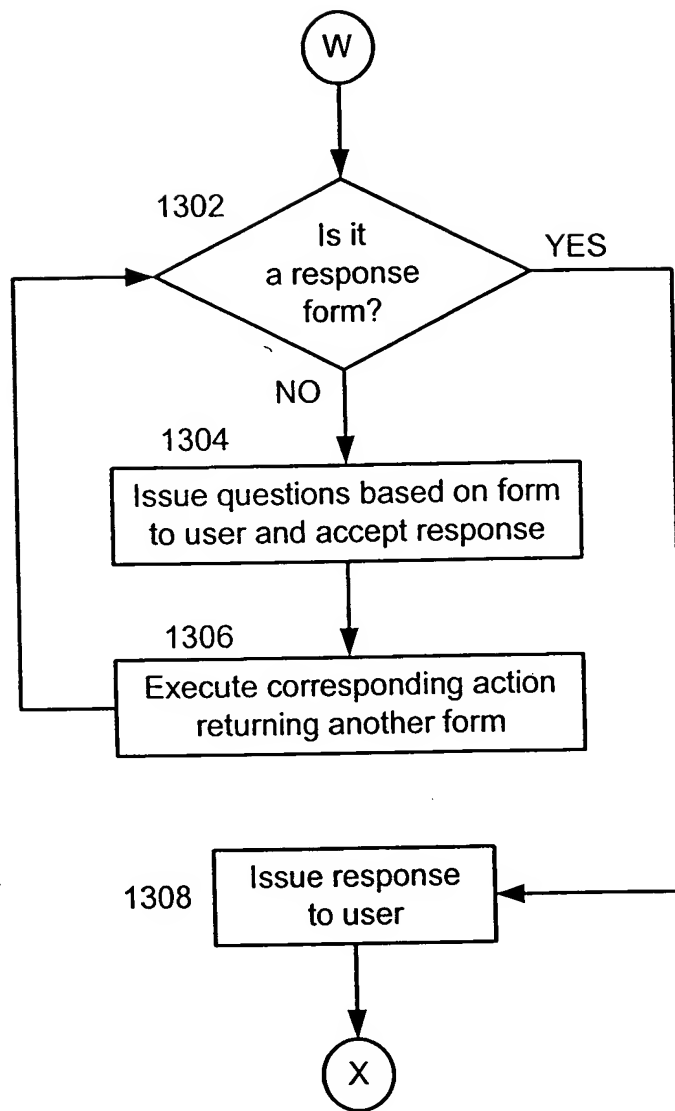 W
1302
Is it
a response
form?
YES
NO
1304
Issue questions based on form
to user and accept response
1306
Execute corresponding action
returning another form
1308
Issue response
to user
X